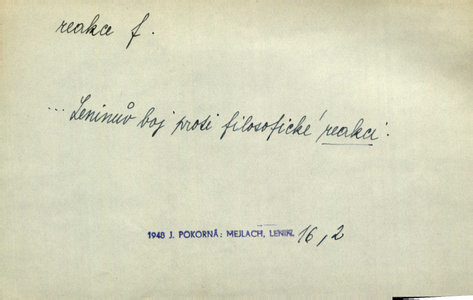 reakce f.
... Leninův boj proti filosofické reakci.
1948 J. POKORNÁ: MEJLACH, LENIN. 16,2